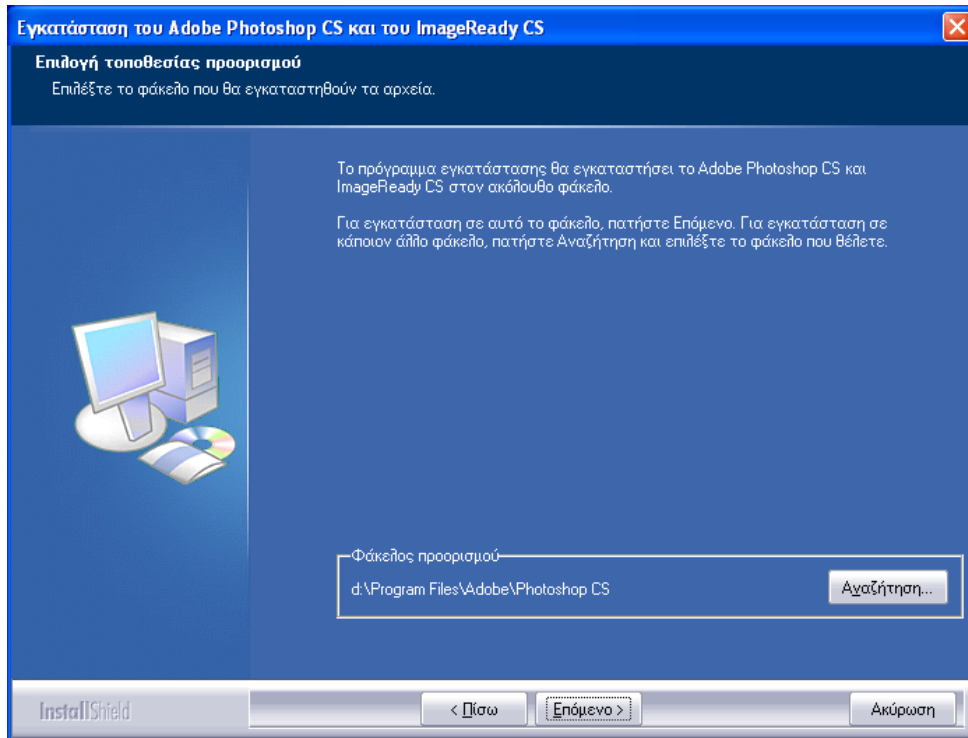 Εγκατάσταση του Adobe Photoshop CS και του ImageReady CS
Επιλογή τοποθεσίας προορισμού
Επιλέξτε το φάκελο που θα εγκατασταθούν τα αρχεία.
Το πρόγραμμα εγκατάστασης θα εγκαταστήσει το Adobe Photoshop CS και
ImageReady CS στον ακόλουθο φάκελο.
Για εγκατάσταση σε αυτό το φάκελο, πατήστε Επόμενο. Για εγκατάσταση σε
κάποιον άλλο φάκελο, πατήστε Αναζήτηση και επιλέξτε το φάκελο που θέλετε.
Φάκελος προορισμού
d:\Program Files\Adobe\Photoshop CS
Αναζήτηση...
InstallShield
< Πίσω
Επόμενο >
Ακύρωση